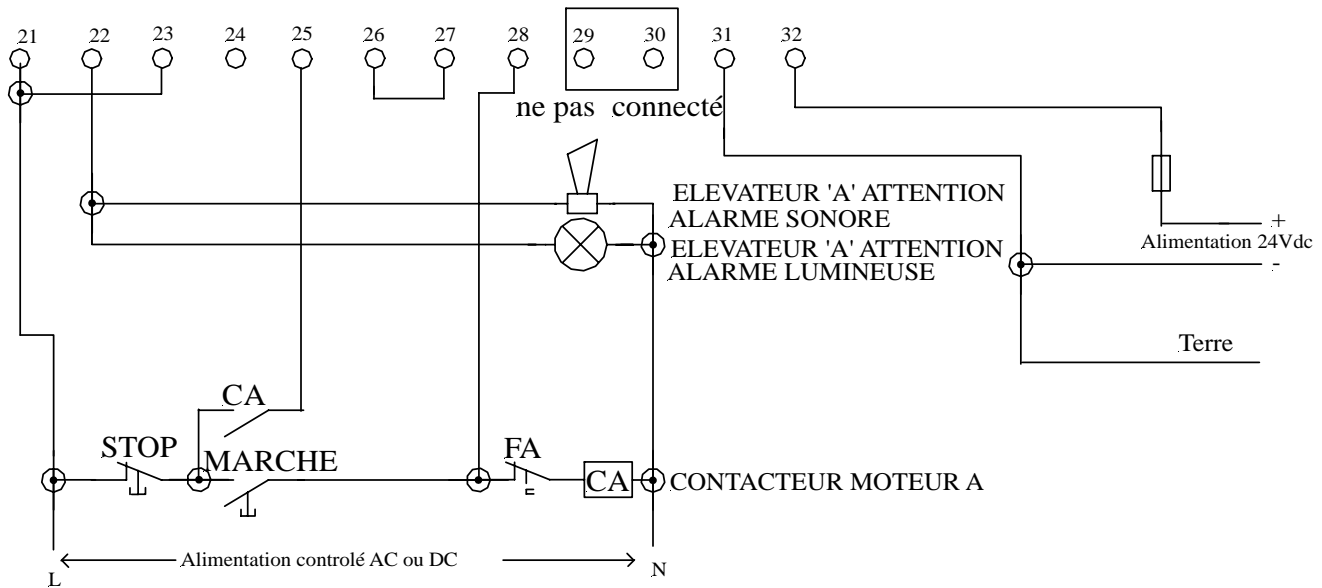 21 22 23 24 25 26 27 28 29 30 31 32
ne pas connecté
ELEVATEUR 'A' ATTENTION
ALARME SONORE
ELEVATEUR 'A' ATTENTION
ALARME LUMINEUSE
+
Alimentation 24Vdc
-
Terre
CA
STOP
MARCHE
FA
CA
CONTACTEUR MOTEUR A
L
Alimentation controlé AC ou DC
N